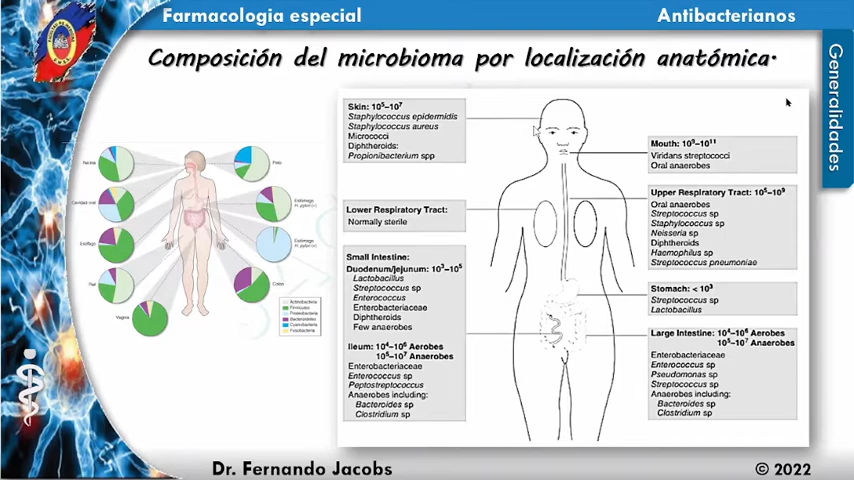 Farmacologia especial
Antibacterianos
Composición del microbioma por localización anatómica.
Generalidades
Narina
Pelo
Cavidad oral
Estómago
H. pylori (+)
Esófago
Estómago
H. pylori (-)
Piel
Colon
Vagina
Actinobacteria
Firmicutes
Proteobacteria
Bacteroidetes
Cyanobacteria
Fusobacteria
Skin: 10⁵–10⁷
Staphylococcus epidermidis
Staphylococcus aureus
Micrococci
Diphtheroids:
Propionibacterium spp
Lower Respiratory Tract:
Normally sterile
Small Intestine:
Duodenum/jejunum: 10³–10⁵
Lactobacillus
Streptococcus sp
Enterococcus
Enterobacteriaceae
Diphtheroids
Few anaerobes
Ileum: 10⁴–10⁶ Aerobes
10⁵–10⁷ Anaerobes
Enterobacteriaceae
Enterococcus sp
Peptostreptococcus
Anaerobes including:
Bacteroides sp
Clostridium sp
Mouth: 10⁹–10¹¹
Viridans streptococci
Oral anaerobes
Upper Respiratory Tract: 10⁵–10⁹
Oral anaerobes
Streptococcus sp
Staphylococcus sp
Neisseria sp
Diphtheroids
Haemophilus sp
Streptococcus pneumoniae
Stomach: < 10³
Streptococcus sp
Lactobacillus
Large Intestine: 10⁴–10⁶ Aerobes
10⁵–10⁷ Anaerobes
Enterobacteriaceae
Enterococcus sp
Pseudomonas sp
Streptococcus sp
Anaerobes including:
Bacteroides sp
Clostridium sp
Dr. Fernando Jacobs
© 2022